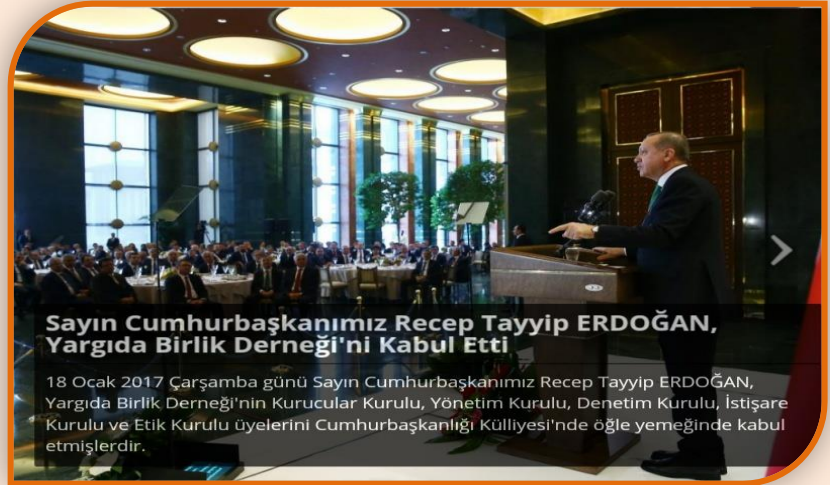 Sayın Cumhurbaşkanımız Recep Tayyip ERDOĞAN,
Yargıda Birlik Derneği'ni Kabul Etti
18 Ocak 2017 Çarşamba günü Sayın Cumhurbaşkanımız Recep Tayyip ERDOĞAN,
Yargıda Birlik Derneği'nin Kurucular Kurulu, Yönetim Kurulu, Denetim Kurulu, İstişare
Kurulu ve Etik Kurulu üyelerini Cumhurbaşkanlığı Külliyesi'nde öğle yemeğinde kabul
etmişlerdir.